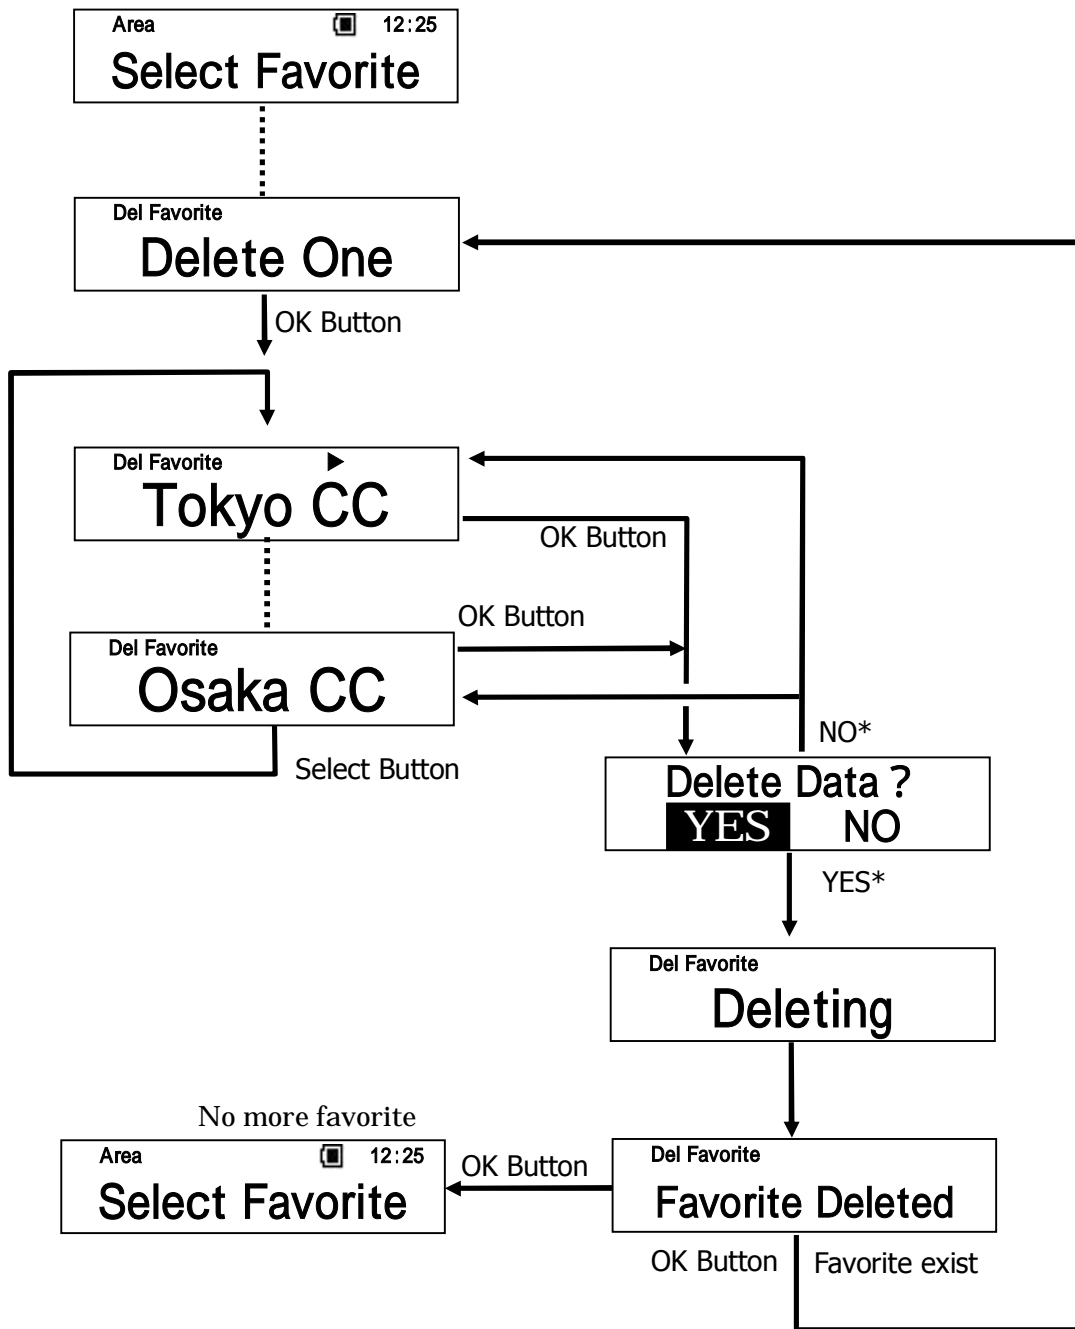 Area 12:25
Select Favorite
Del Favorite
Delete One
OK Button
Del Favorite
Tokyo CC
OK Button
OK Button
Del Favorite
Osaka CC
Select Button
NO*
Delete Data ?
YES NO
YES*
Del Favorite
Deleting
No more favorite
Area 12:25
Select Favorite
OK Button
Del Favorite
Favorite Deleted
OK Button
Favorite exist